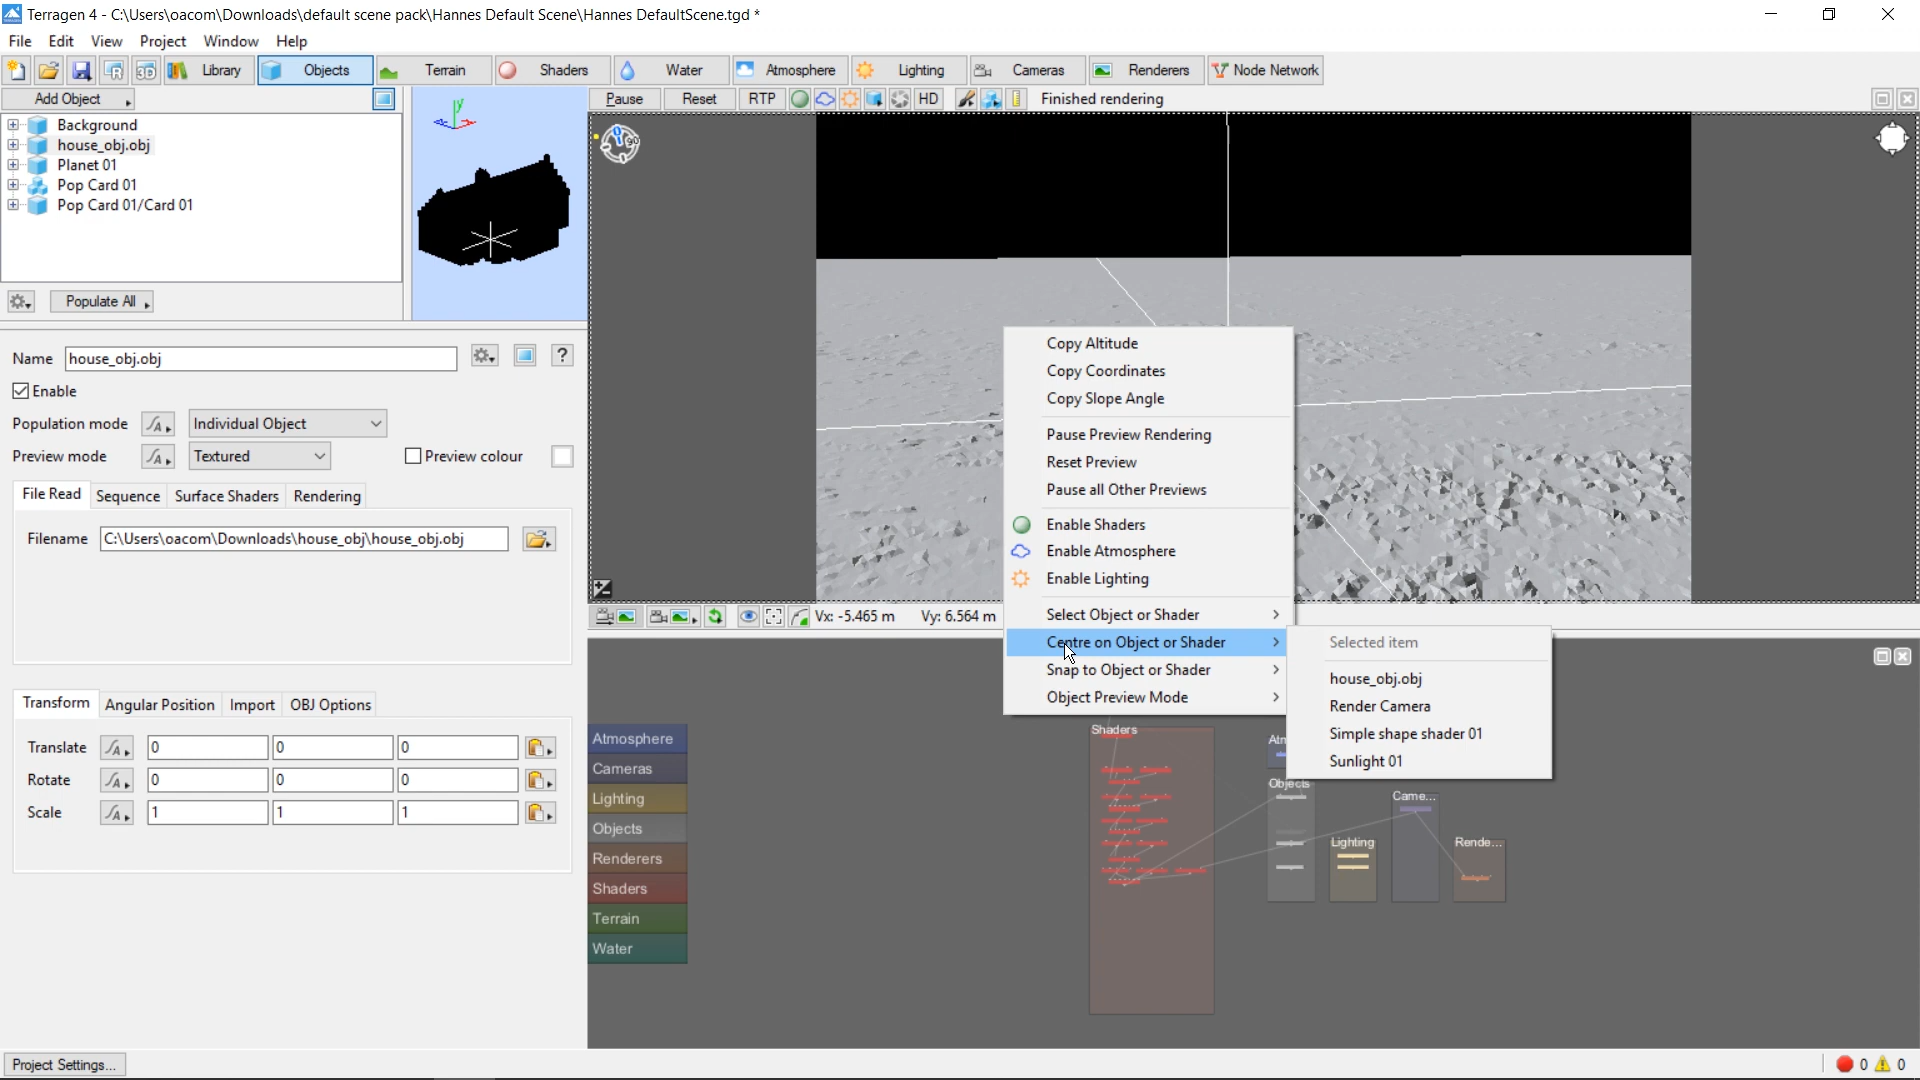 Terragen 4 - C:\Users\oacom\Downloads\default scene pack\Hannes Default Scene\Hannes DefaultScene.tgd *
File Edit View Project Window Help
Library Objects Terrain Shaders Water Atmosphere Lighting Cameras Renderers Node Network
Add Object
Pause Reset RTP HD Finished rendering
Background
house_obj.obj
Planet 01
Pop Card 01
Pop Card 01/Card 01
y
Populate All
Name house_obj.obj ?
Enable
Population mode Individual Object
Preview mode Textured Preview colour
File Read Sequence Surface Shaders Rendering
Filename C:\Users\oacom\Downloads\house_obj\house_obj.obj
Transform Angular Position Import OBJ Options
Translate 0 0 0
Rotate 0 0 0
Scale 1 1 1
Copy Altitude
Copy Coordinates
Copy Slope Angle
Pause Preview Rendering
Reset Preview
Pause all Other Previews
Enable Shaders
Enable Atmosphere
Enable Lighting
Select Object or Shader
Centre on Object or Shader
Snap to Object or Shader
Object Preview Mode
Selected item
house_obj.obj
Render Camera
Simple shape shader 01
Sunlight 01
Vx: -5.465 m Vy: 6.564 m
Atmosphere
Cameras
Lighting
Objects
Renderers
Shaders
Terrain
Water
Shaders
Objects
Lighting
Came...
Rende...
Project Settings...
0 0